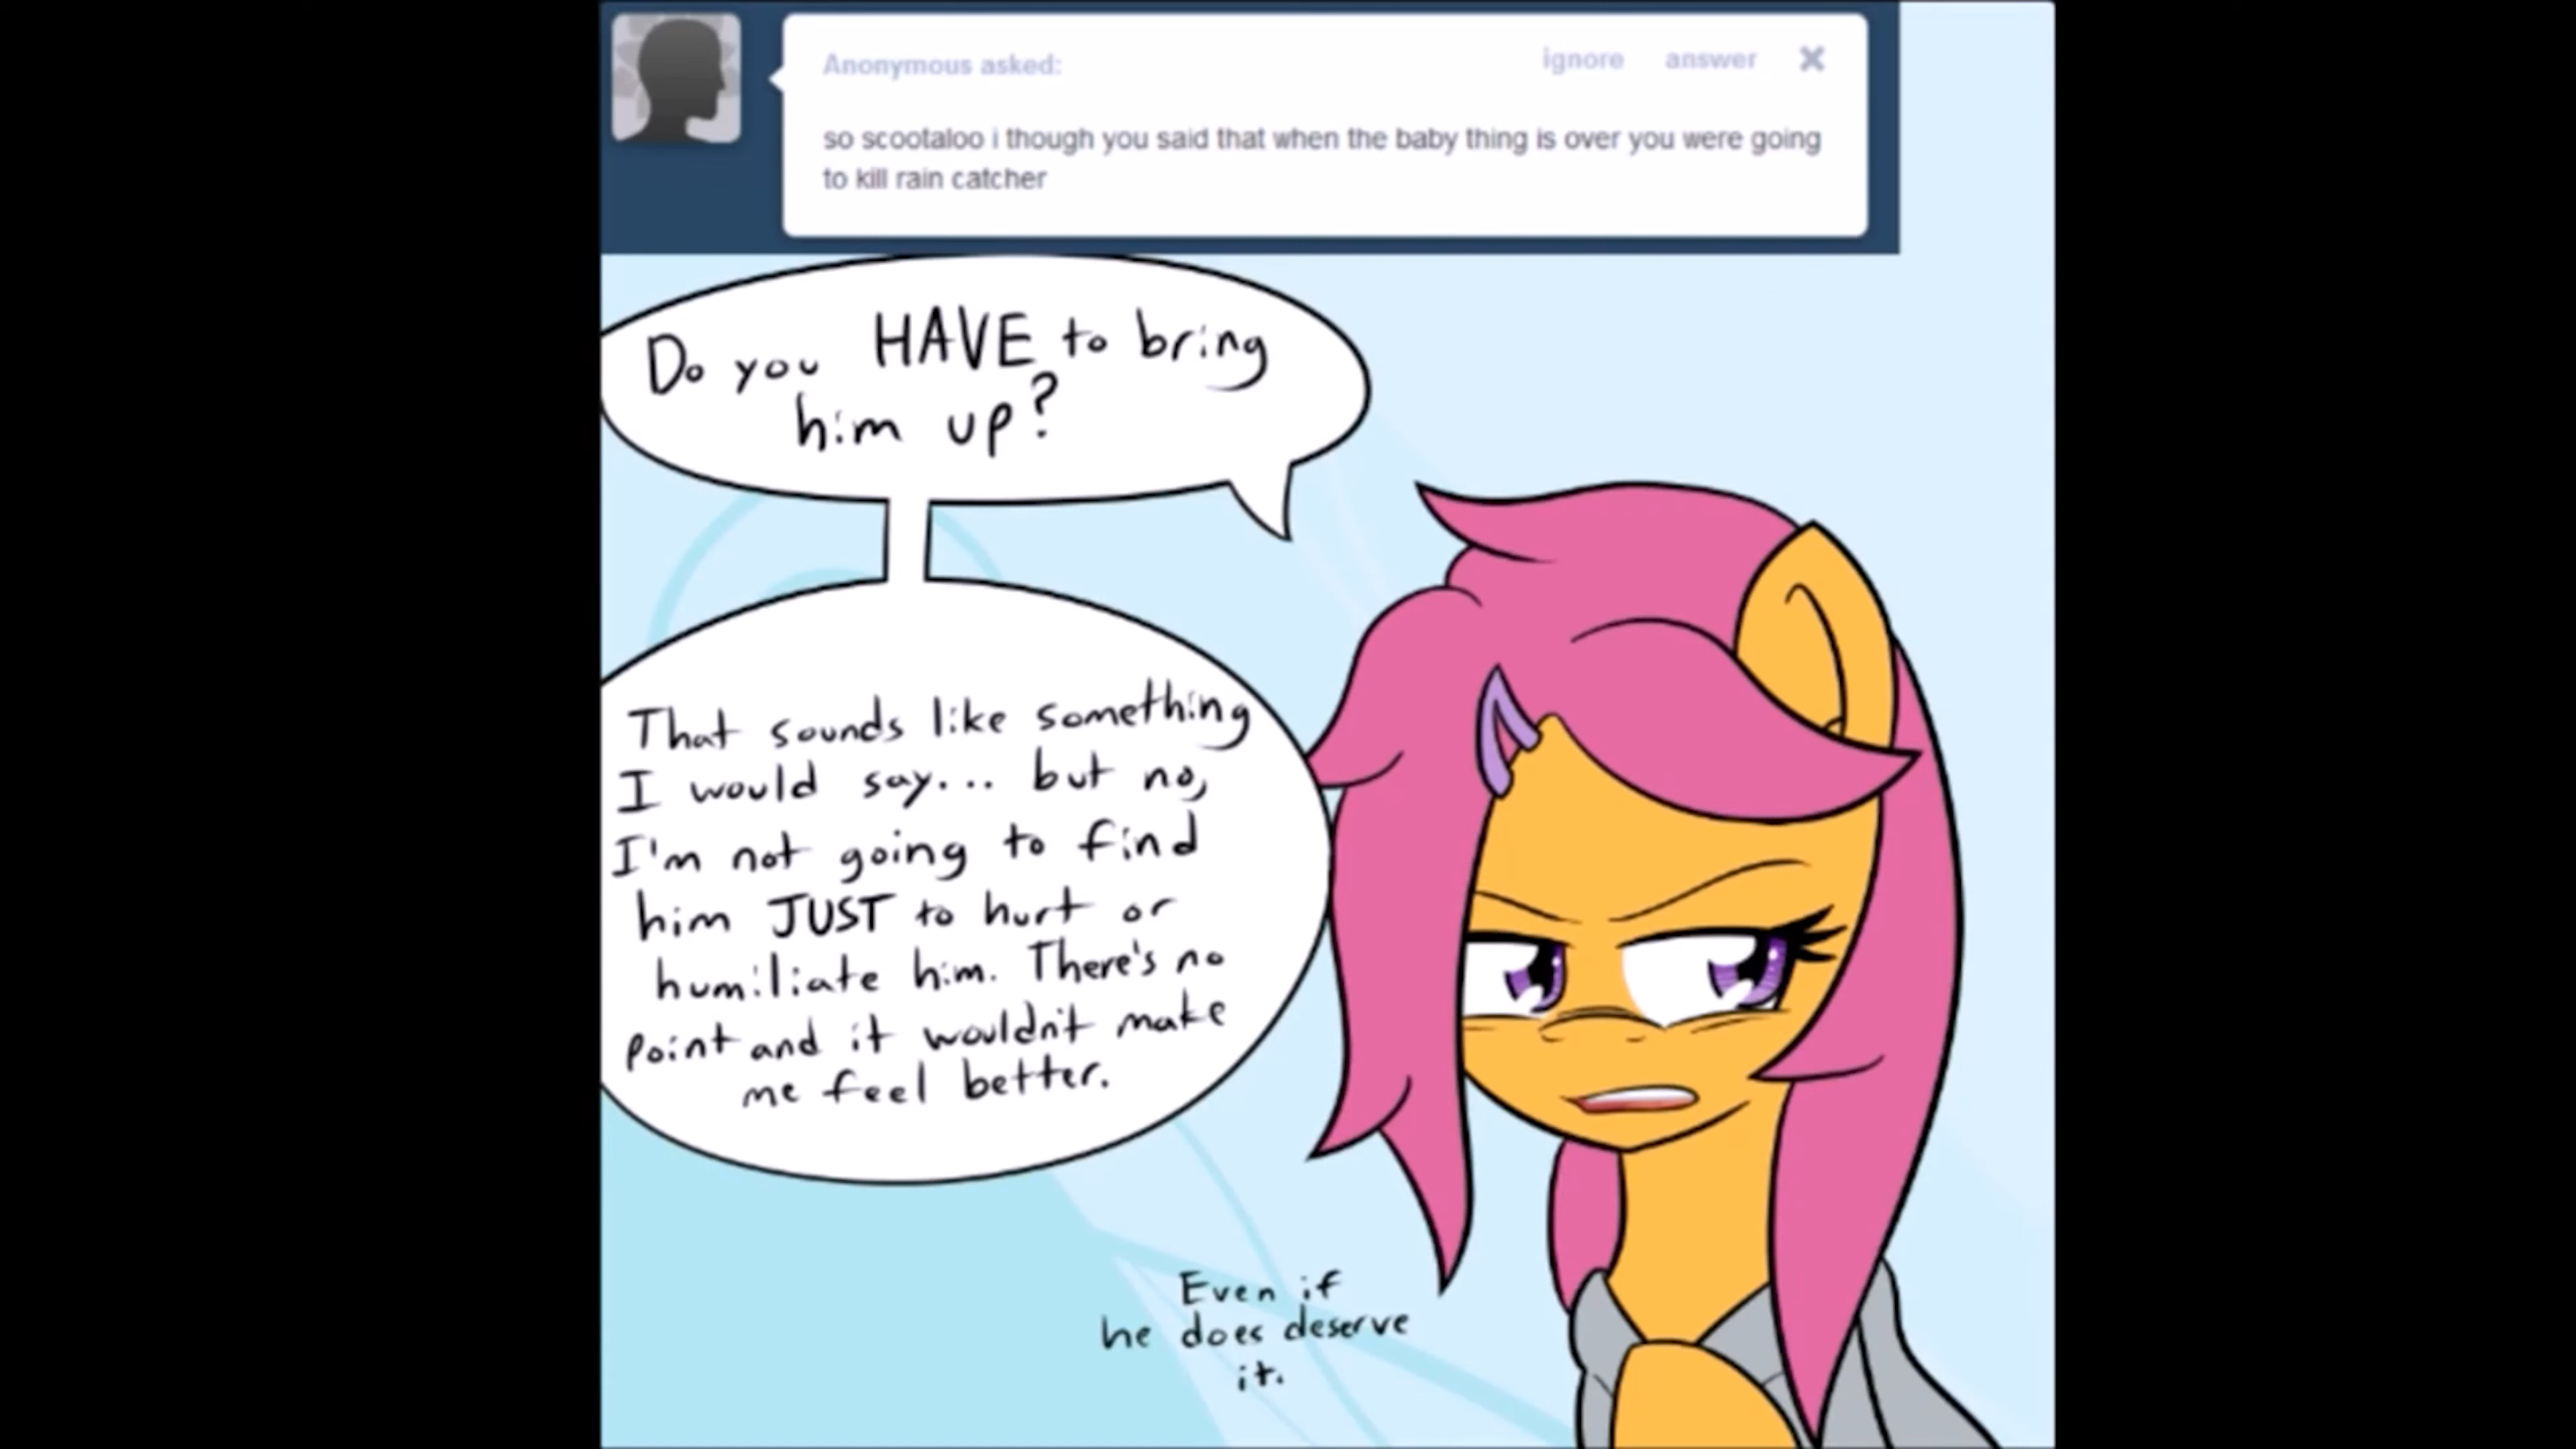 Anonymous asked:
ignore answer
so scootaloo i though you said that when the baby thing is over you were going
to kill rain catcher
Do you HAVE to bring
him up?
That sounds like something
I would say... but no,
I'm not going to find
him JUST to hurt or
humiliate him. There's no
point and it wouldn't make
me feel better.
Even if
he does deserve
it.